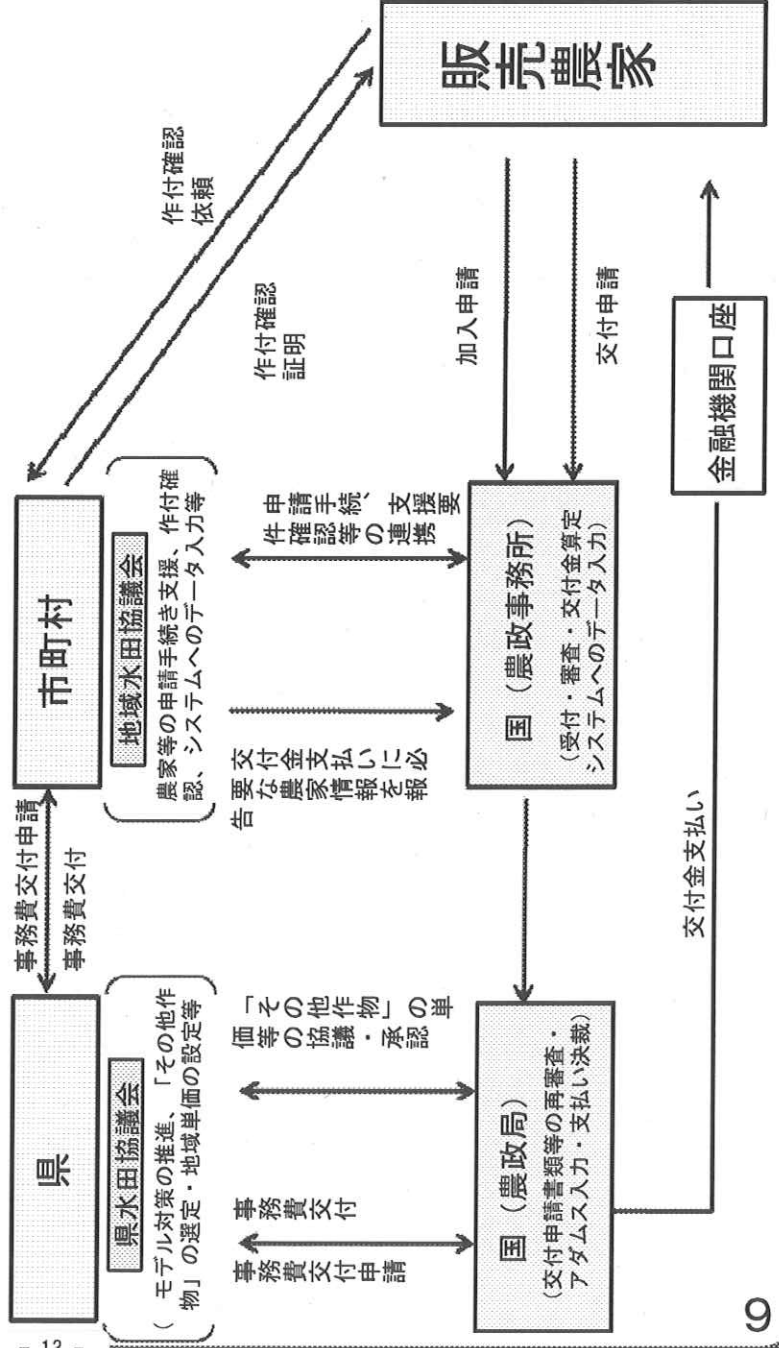 県
県水田協議会
(モデル対策の推進、「その他作
物」の選定・地域単価の設定等)
事務費交付申請
事務費交付
市町村
地域水田協議会
(農家等の申請手続き支援、作付確
認、システムへのデータ入力等)
作付確認
依頼
作付確認
証明
販売農家
事務費交付申請
事務費交付
「その他作物」の単
価等の協議・承認
交付金支払いに必
要な農家情報を報
告
申請手続、支援要
件確認等の連携
加入申請
交付申請
国(農政局)
(交付申請書類等の再審査・
アダムス入力・支払い決裁)
国(農政事務所)
(受付・審査・交付金算定
システムへのデータ入力)
交付金支払い
金融機関口座
9
- 13 -